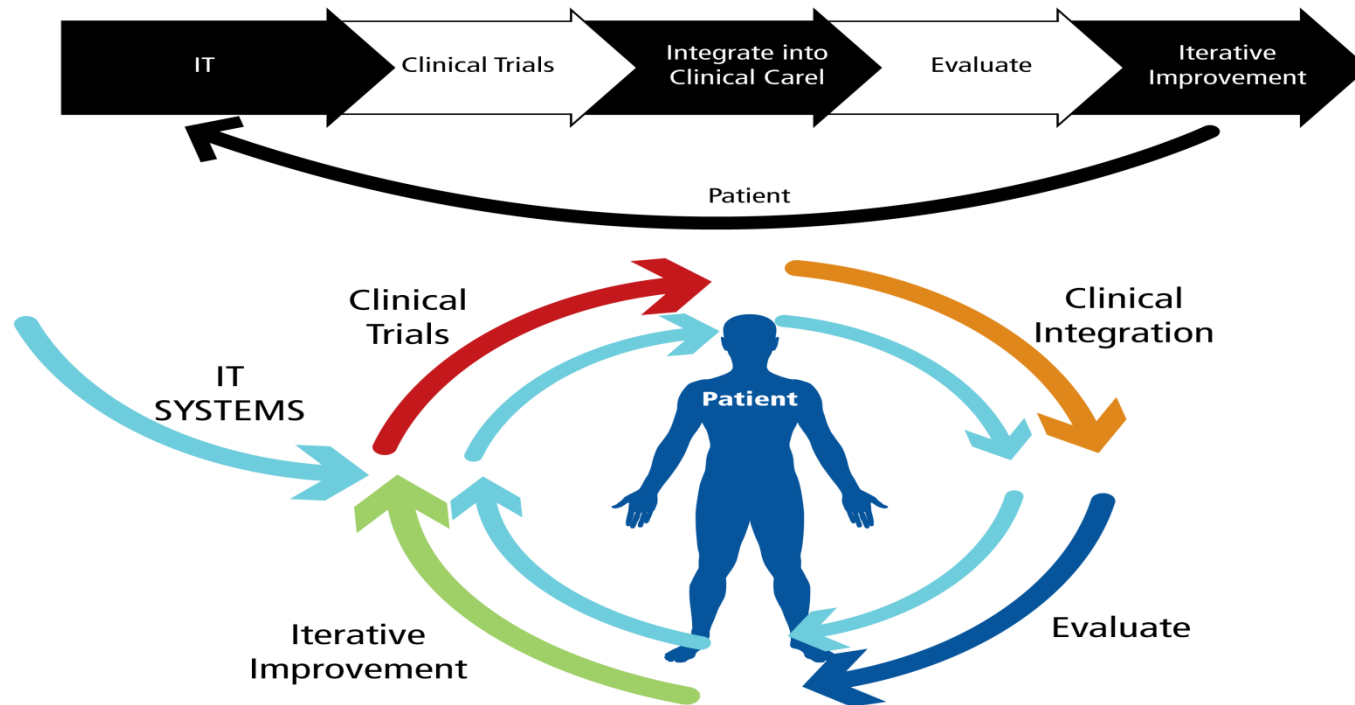 IT
Clinical Trials
Integrate into
Clinical Carel
Evaluate
Iterative
Improvement
Patient
Clinical
Trials
Clinical
Integration
IT
SYSTEMS
Patient
Iterative
Improvement
Evaluate